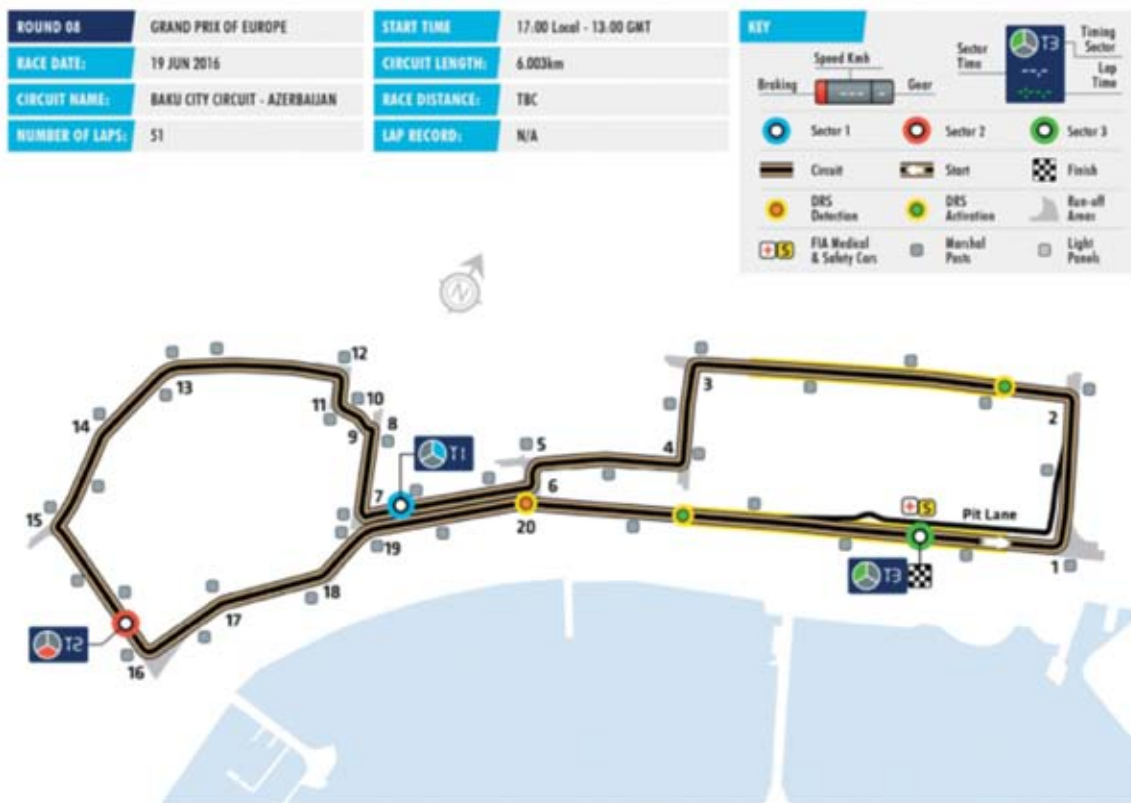 ROUND 08 GRAND PRIX OF EUROPE
RACE DATE: 19 JUN 2016
CIRCUIT NAME: BAKU CITY CIRCUIT - AZERBAIJAN
NUMBER OF LAPS: 51
START TIME 17:00 Local - 13:00 GMT
CIRCUIT LENGTH: 6.003km
RACE DISTANCE: TBC
LAP RECORD: N/A
KEY
Speed Kmh
Braking
Gear
Sector
Time
T3
--.-
-:--.-
Timing
Sector
Lap
Time
Sector 1
Sector 2
Sector 3
Circuit
Start
Finish
DRS
Detection
DRS
Activation
Run-off
Areas
+ S
FIA Medical
& Safety Cars
Marshal
Posts
Light
Panels
N
12
13
10
11
8
9
14
T1
5
4
3
2
7
6
15
19
20
+ S
Pit Lane
1
T3
18
17
T2
16